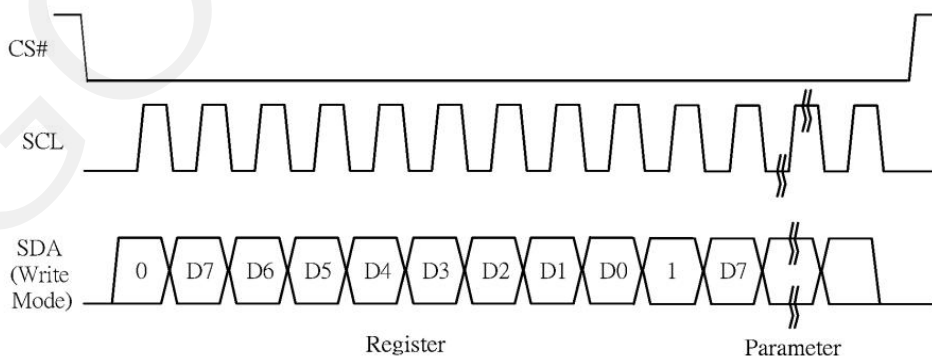 CS#
SCL
SDA
(Write
Mode)
0 D7 D6 D5 D4 D3 D2 D1 D0 1 D7
Register Parameter